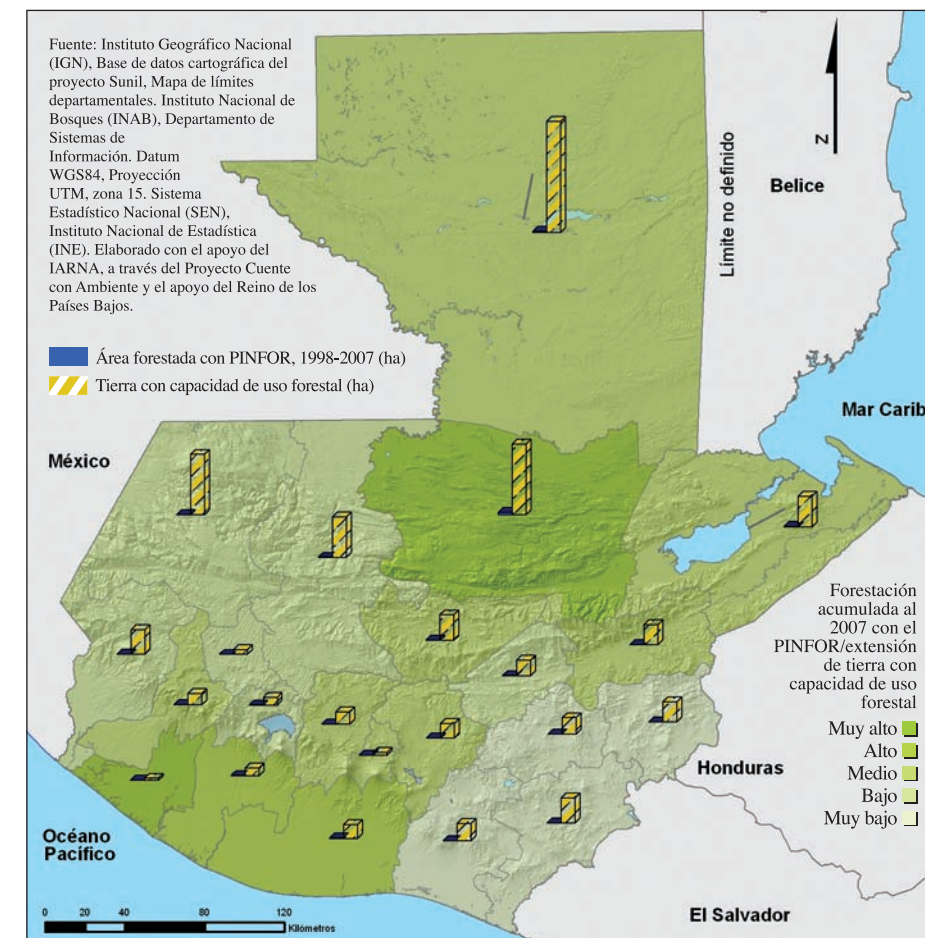 Fuente: Instituto Geográfico Nacional
(IGN), Base de datos cartográfica del
proyecto Sunil, Mapa de límites
departamentales. Instituto Nacional de
Bosques (INAB), Departamento de
Sistemas de
Información. Datum
WGS84, Proyección
UTM, zona 15. Sistema
Estadístico Nacional (SEN),
Instituto Nacional de Estadística
(INE). Elaborado con el apoyo del
IARNA, a través del Proyecto Cuente
con Ambiente y el apoyo del Reino de los
Países Bajos.
Área forestada con PINFOR, 1998-2007 (ha)
Tierra con capacidad de uso forestal (ha)
N
Límite no definido
Belice
Mar Carib
México
Forestación
acumulada al
2007 con el
PINFOR/extensión
de tierra con
capacidad de uso
forestal
Muy alto
Alto
Medio
Bajo
Muy bajo
Honduras
Océano
Pacífico
El Salvador
0 20 40 80 120
Kilómetros